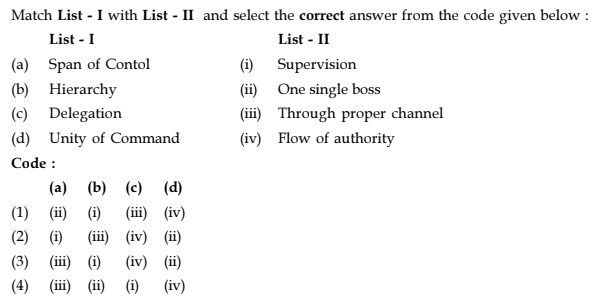 Match List - I with List - II and select the correct answer from the code given below :
List - I List - II
(a) Span of Contol (i) Supervision
(b) Hierarchy (ii) One single boss
(c) Delegation (iii) Through proper channel
(d) Unity of Command (iv) Flow of authority
Code :
(a) (b) (c) (d)
(1) (ii) (i) (iii) (iv)
(2) (i) (iii) (iv) (ii)
(3) (iii) (i) (iv) (ii)
(4) (iii) (ii) (i) (iv)